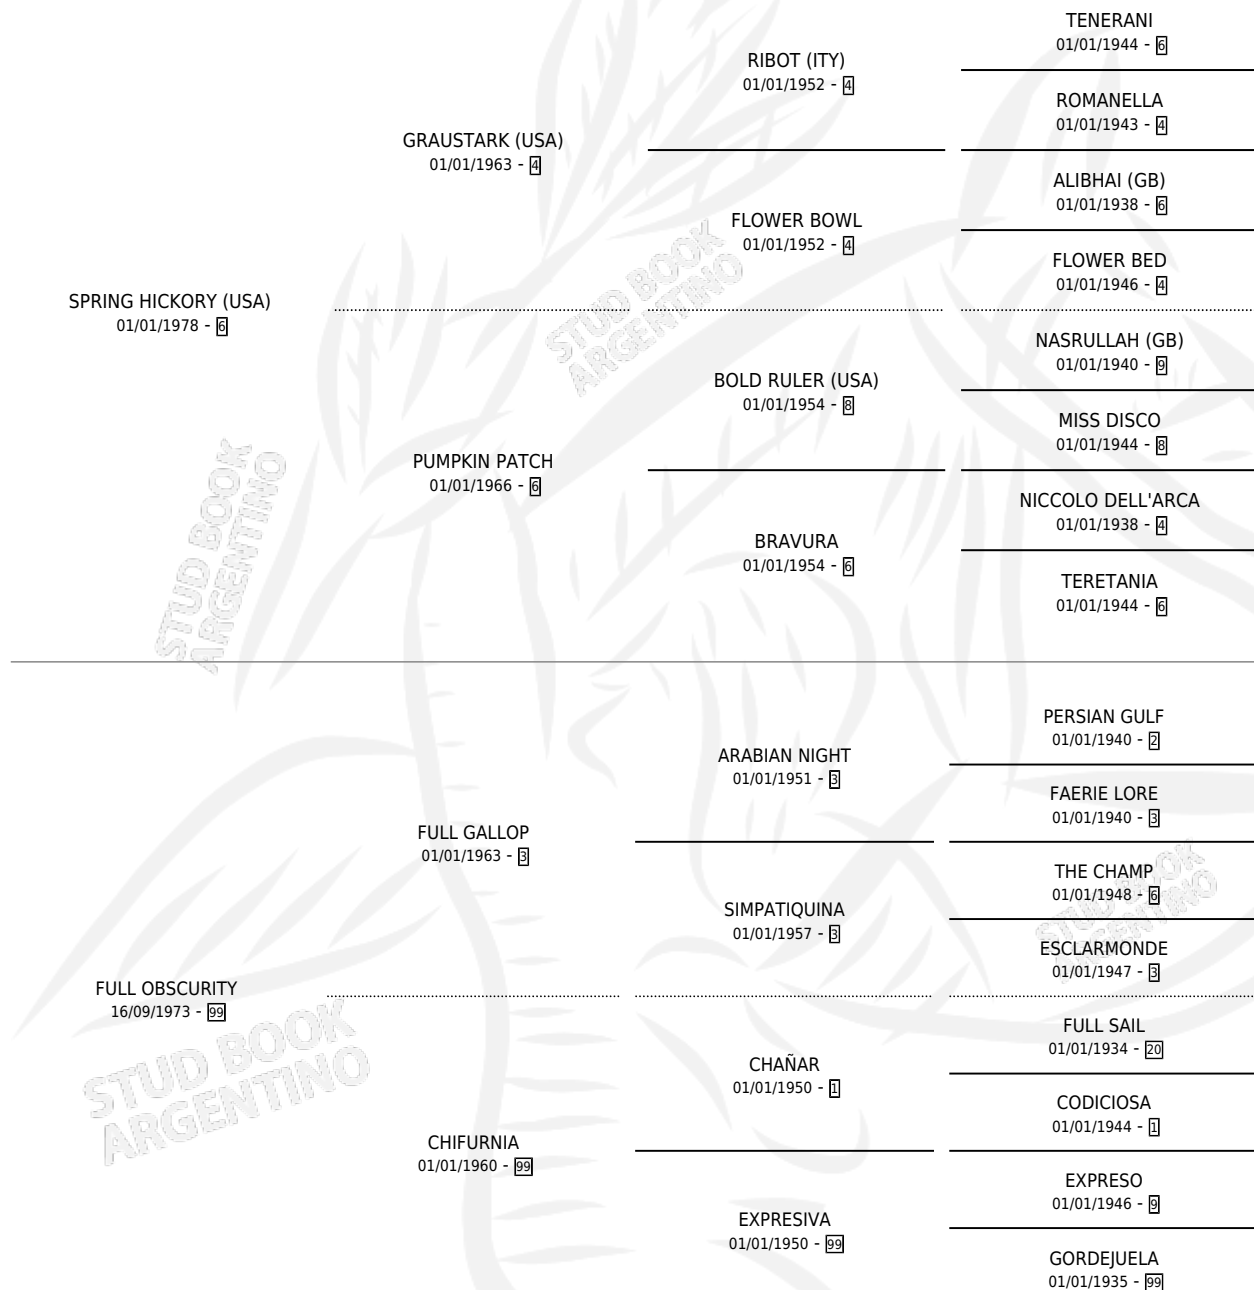 TENERANI
01/01/1944 - 6
RIBOT (ITY)
01/01/1952 - 4
ROMANELLA
01/01/1943 - 4
GRAUSTARK (USA)
01/01/1963 - 4
ALIBHAI (GB)
01/01/1938 - 6
FLOWER BOWL
01/01/1952 - 4
FLOWER BED
01/01/1946 - 4
SPRING HICKORY (USA)
01/01/1978 - 6
NASRULLAH (GB)
01/01/1940 - 9
BOLD RULER (USA)
01/01/1954 - 8
MISS DISCO
01/01/1944 - 8
PUMPKIN PATCH
01/01/1966 - 6
NICCOLO DELL'ARCA
01/01/1938 - 4
BRAVURA
01/01/1954 - 6
TERETANIA
01/01/1944 - 6
PERSIAN GULF
01/01/1940 - 2
ARABIAN NIGHT
01/01/1951 - 3
FAERIE LORE
01/01/1940 - 3
FULL GALLOP
01/01/1963 - 3
THE CHAMP
01/01/1948 - 6
SIMPATIQUINA
01/01/1957 - 3
ESCLARMONDE
01/01/1947 - 3
FULL OBSCURITY
16/09/1973 - 99
FULL SAIL
01/01/1934 - 20
CHAÑAR
01/01/1950 - 1
CODICIOSA
01/01/1944 - 1
CHIFURNIA
01/01/1960 - 99
EXPRESO
01/01/1946 - 9
EXPRESIVA
01/01/1950 - 99
GORDEJUELA
01/01/1935 - 99
STUD BOOK
ARGENTINO
STUD BOOK
ARGENTINO
STUD BOOK
ARGENTINO
STUD BOOK
ARGENTINO